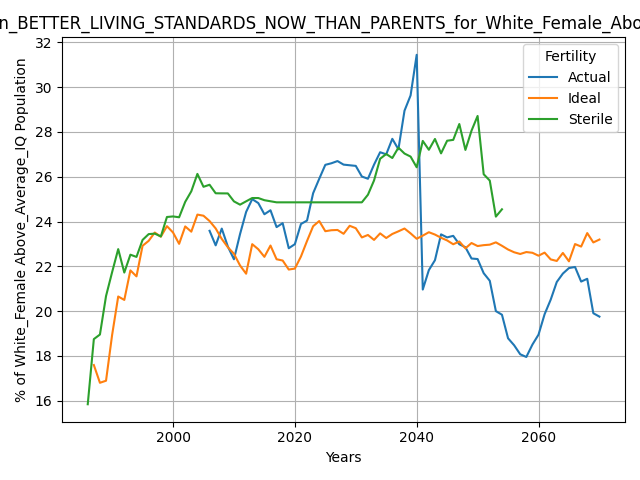 n_BETTER_LIVING_STANDARDS_NOW_THAN_PARENTS_for_White_Female_Abo
% of White_Female Above_Average_IQ Population
32
30
28
26
24
22
20
18
16
Fertility
Actual
Ideal
Sterile
2000 2020 2040 2060
Years